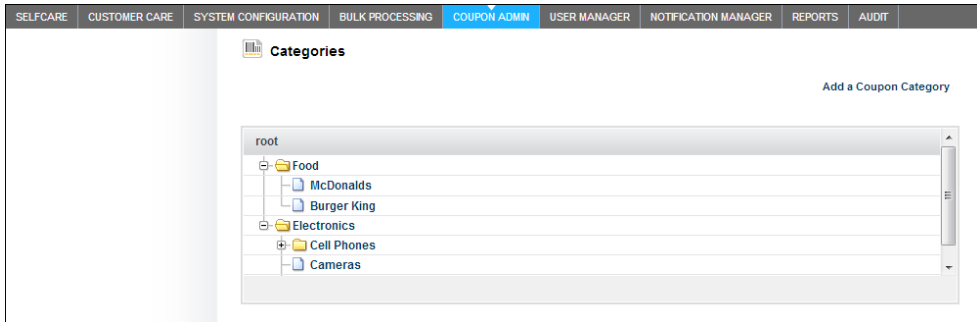 SELFCARE CUSTOMER CARE SYSTEM CONFIGURATION BULK PROCESSING COUPON ADMIN USER MANAGER NOTIFICATION MANAGER REPORTS AUDIT
Categories
Add a Coupon Category
root
Food
McDonalds
Burger King
Electronics
Cell Phones
Cameras